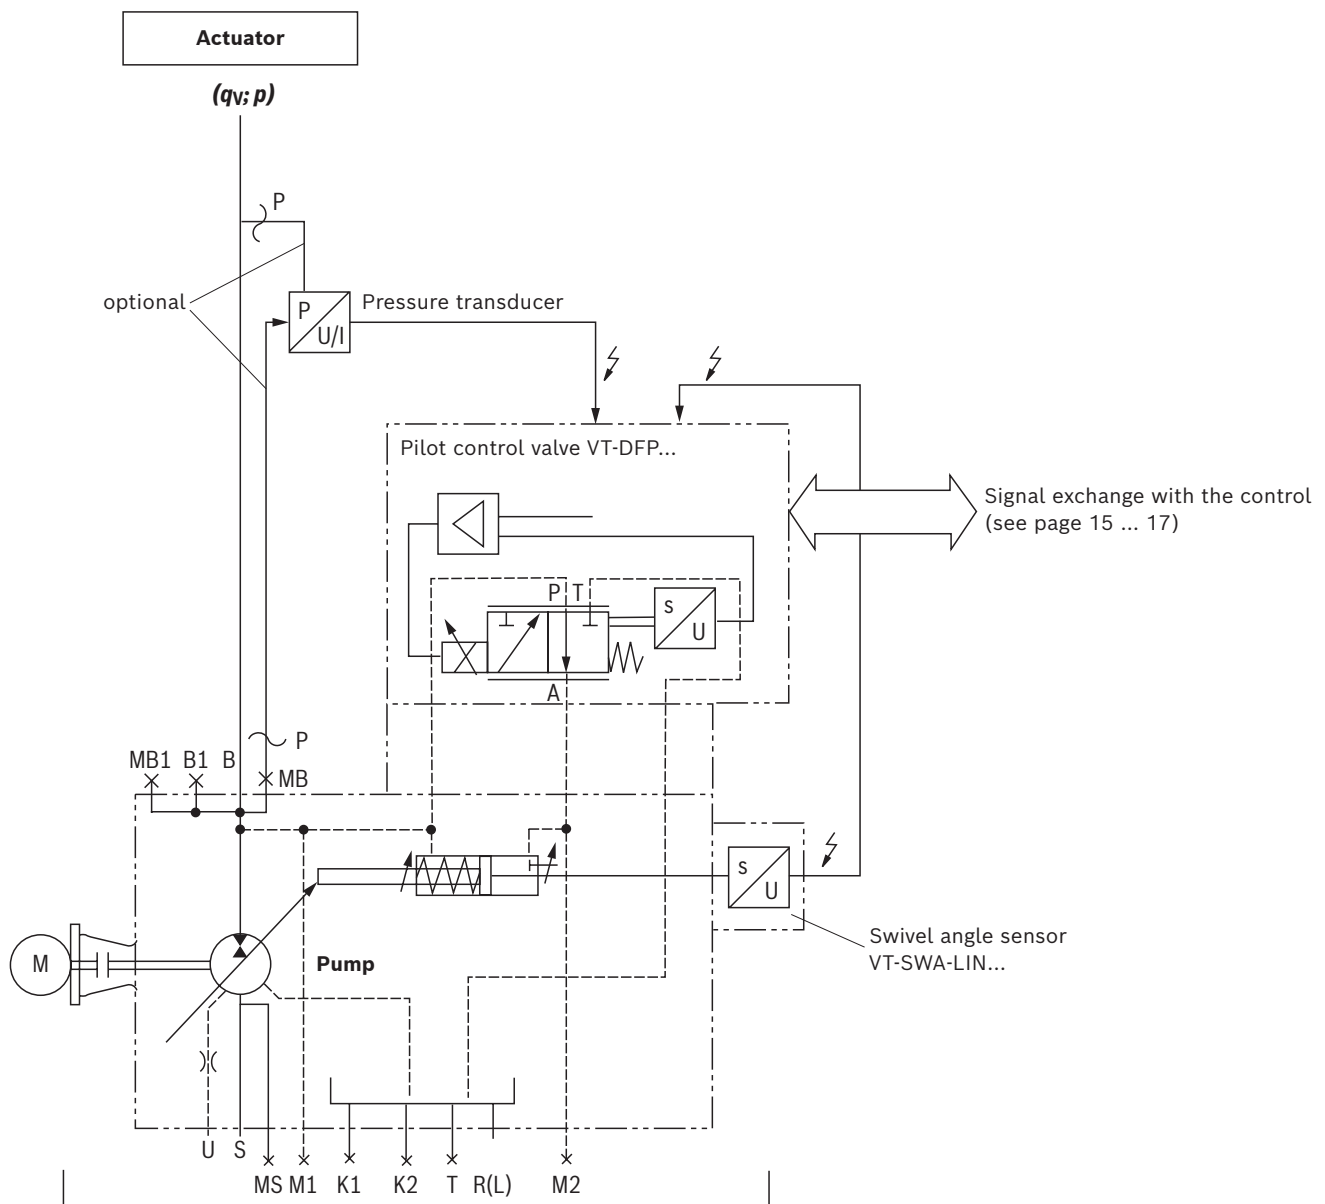 Actuator
(qV; p)
P
optional
P
U/I
Pressure transducer
Pilot control valve VT-DFP...
Signal exchange with the control
(see page 15 ... 17)
P T
s
U
A
P
MB1 B1 B
MB
s
U
Swivel angle sensor
VT-SWA-LIN...
M
Pump
U S
MS M1 K1 K2 T R(L) M2